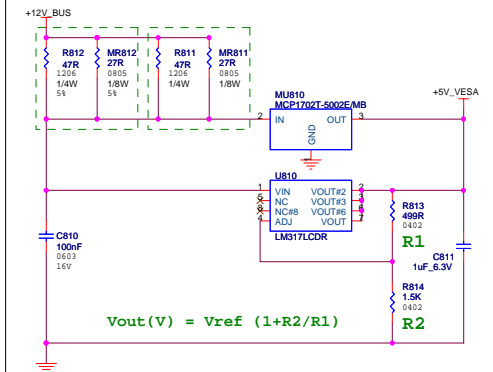 +12V_BUS
R812
47R
1206
1/4W
5%
MR812
27R
0805
1/8W
5%
R811
47R
1206
1/4W
MR811
27R
0805
1/8W
MU810
MCP1702T-5002E/MB
2 IN OUT 3
GND
+5V_VESA
U810
1 VIN VOUT#2 2
5 NC VOUT#3 3
8 NC#8 VOUT#6 6
4 ADJ VOUT 7
LM317LCDR
R813
499R
0402
R1
C810
100nF
0603
16V
C811
1uF_6.3V
R814
1.5K
0402
R2
Vout(V) = Vref (1+R2/R1)